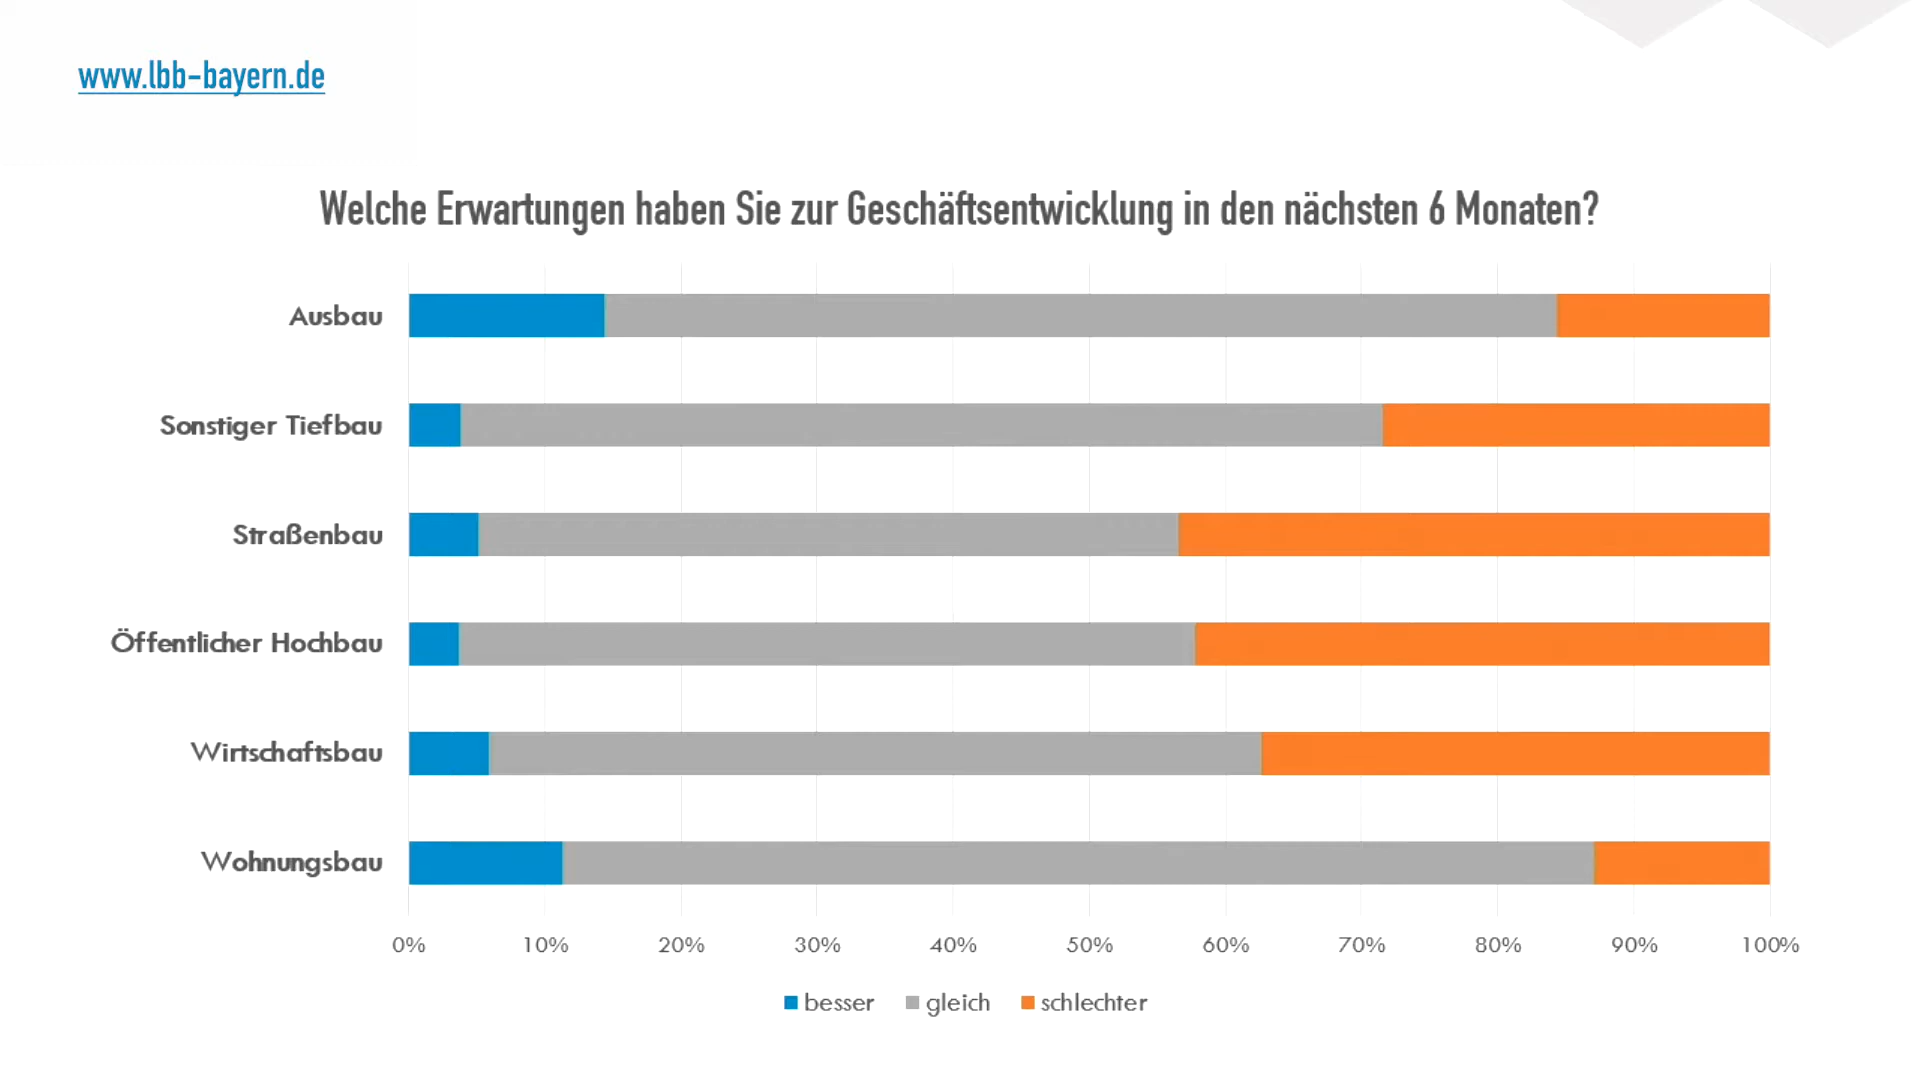 www.lbb-bayern.de
Welche Erwartungen haben Sie zur Geschäftsentwicklung in den nächsten 6 Monaten?
Ausbau
Sonstiger Tiefbau
Straßenbau
Öffentlicher Hochbau
Wirtschaftsbau
Wohnungsbau
0% 10% 20% 30% 40% 50% 60% 70% 80% 90% 100%
besser gleich schlechter